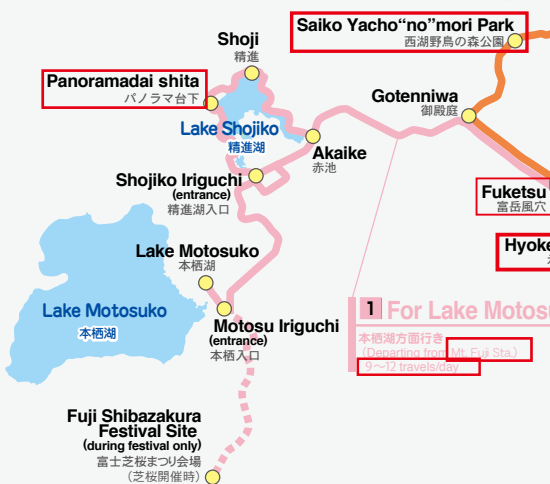 Saiko Yacho“no”mori Park
西湖野鳥の森公園
Shoji
精進
Panoramadai shita
パノラマ台下
Gotenniwa
御殿庭
Lake Shojiko
精進湖
Akaike
赤池
Shojiko Iriguchi
(entrance)
精進湖入口
Fuketsu
富岳風穴
Hyoke
Lake Motosuko
本栖湖
Lake Motosuko
本栖湖
Motosu Iriguchi
(entrance)
本栖入口
1 For Lake Motosu
本栖湖方面行き
(Departing from Mt. Fuji Sta.)
9～12 travels/day
Fuji Shibazakura
Festival Site
(during festival only)
富士芝桜まつり会場
(芝桜開催時)